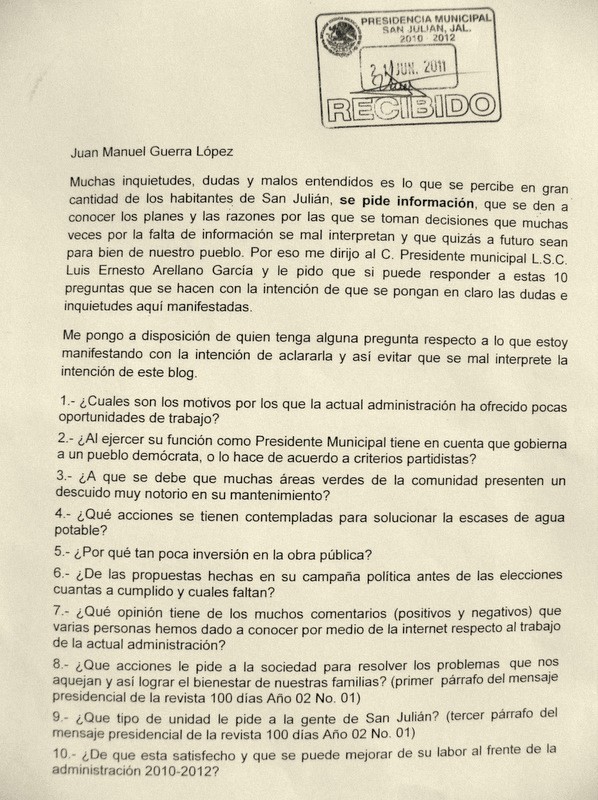 PRESIDENCIA MUNICIPAL
SAN JULIAN, JAL.
2010 - 2012
2 JUN. 2011
RECIBIDO
Juan Manuel Guerra López
Muchas inquietudes, dudas y malos entendidos es lo que se percibe en gran
cantidad de los habitantes de San Julián, se pide información, que se den a
conocer los planes y las razones por las que se toman decisiones que muchas
veces por la falta de información se mal interpretan y que quizás a futuro sean
para bien de nuestro pueblo. Por eso me dirijo al C. Presidente municipal L.S.C.
Luis Ernesto Arellano García y le pido que si puede responder a estas 10
preguntas que se hacen con la intención de que se pongan en claro las dudas e
inquietudes aquí manifestadas.
Me pongo a disposición de quien tenga alguna pregunta respecto a lo que estoy
manifestando con la intención de aclararla y así evitar que se mal interprete la
intención de este blog.
1.- ¿Cuales son los motivos por los que la actual administración ha ofrecido pocas
oportunidades de trabajo?
2.- ¿Al ejercer su función como Presidente Municipal tiene en cuenta que gobierna
a un pueblo demócrata, o lo hace de acuerdo a criterios partidistas?
3.- ¿A que se debe que muchas áreas verdes de la comunidad presenten un
descuido muy notorio en su mantenimiento?
4.- ¿Qué acciones se tienen contempladas para solucionar la escases de agua
potable?
5.- ¿Por qué tan poca inversión en la obra pública?
6.- ¿De las propuestas hechas en su campaña política antes de las elecciones
cuantas a cumplido y cuales faltan?
7.- ¿Qué opinión tiene de los muchos comentarios (positivos y negativos) que
varias personas hemos dado a conocer por medio de la internet respecto al trabajo
de la actual administración?
8.- ¿Que acciones le pide a la sociedad para resolver los problemas que nos
aquejan y así lograr el bienestar de nuestras familias? (primer párrafo del mensaje
presidencial de la revista 100 días Año 02 No. 01)
9.- ¿Que tipo de unidad le pide a la gente de San Julián? (tercer párrafo del
mensaje presidencial de la revista 100 días Año 02 No. 01)
10.- ¿De que esta satisfecho y que se puede mejorar de su labor al frente de la
administración 2010-2012?